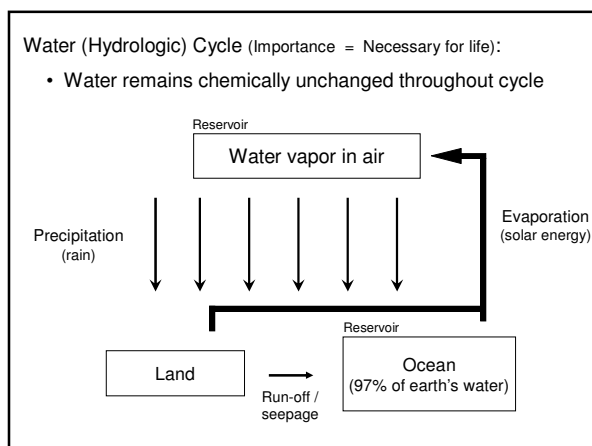 Water (Hydrologic) Cycle (Importance = Necessary for life):
• Water remains chemically unchanged throughout cycle
Reservoir
Water vapor in air
Precipitation
(rain)
Evaporation
(solar energy)
Reservoir
Land
Ocean
(97% of earth's water)
Run-off /
seepage